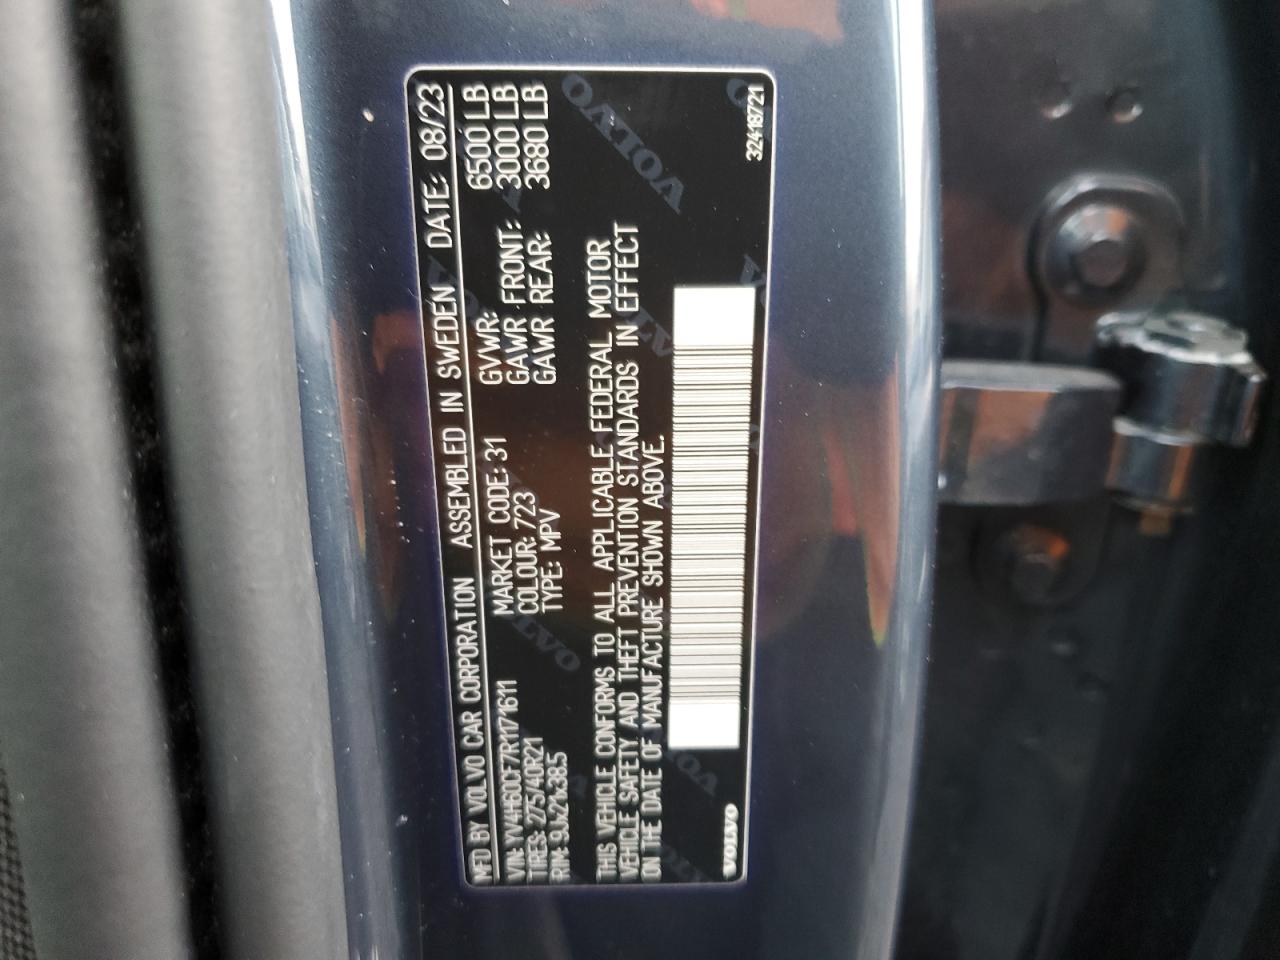 MFD BY VOLVO CAR CORPORATION ASSEMBLED IN SWEDEN DATE: 08/23
VIN: YV4H60CF7R1171611 MARKET CODE: 31 GVWR: 6500 LB
TIRES: 275/40R21 COLOUR: 723 GAWR FRONT: 3000 LB
RIM: 9Jx21x38.5 TYPE: MPV GAWR REAR: 3680 LB
THIS VEHICLE CONFORMS TO ALL APPLICABLE FEDERAL MOTOR
VEHICLE SAFETY AND THEFT PREVENTION STANDARDS IN EFFECT
ON THE DATE OF MANUFACTURE SHOWN ABOVE.
VOLVO 32418721